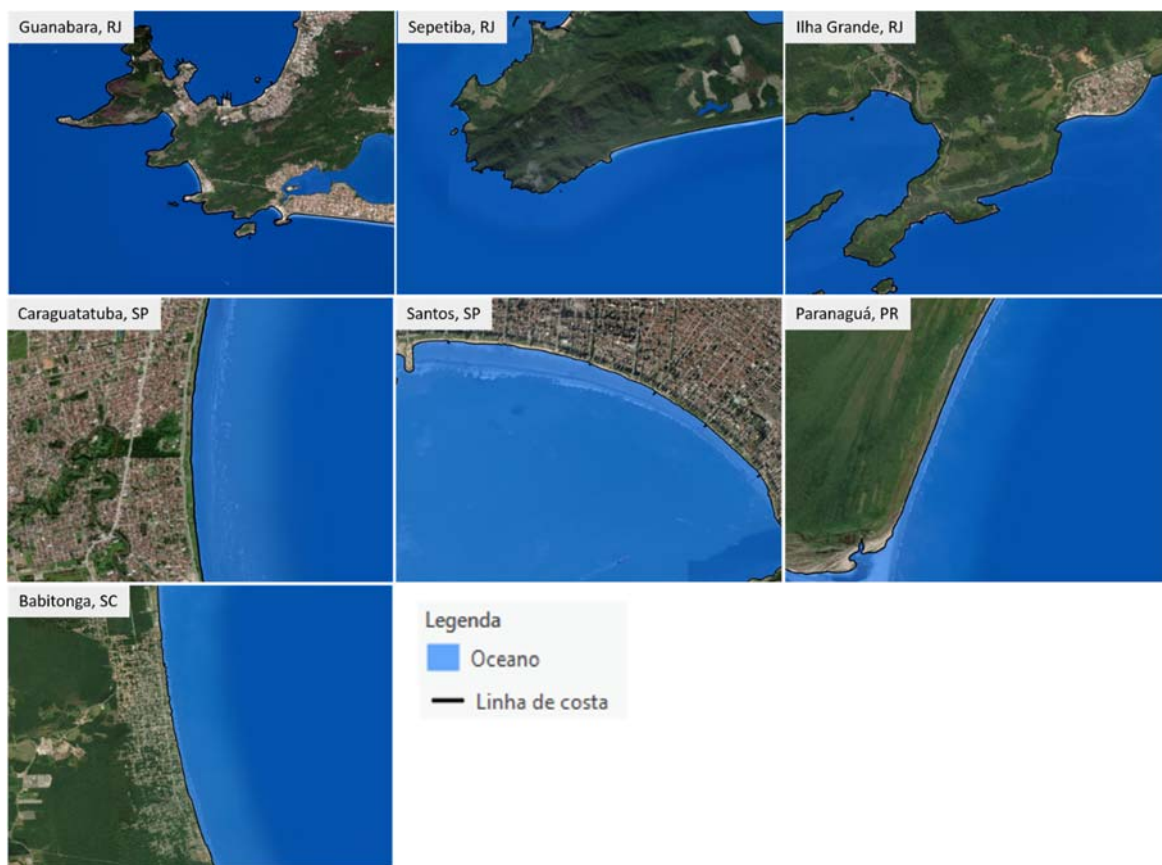 Guanabara, RJ
Sepetiba, RJ
Ilha Grande, RJ
Caraguatatuba, SP
Santos, SP
Paranaguá, PR
Babitonga, SC
Legenda
Oceano
Linha de costa